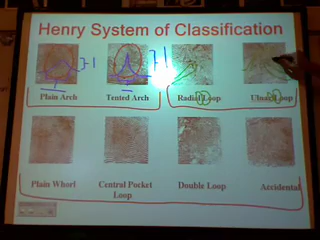 Henry System of Classification
Plain Arch Tented Arch Radial Loop Ulnar Loop
Plain Whorl Central Pocket Loop Double Loop Accidental